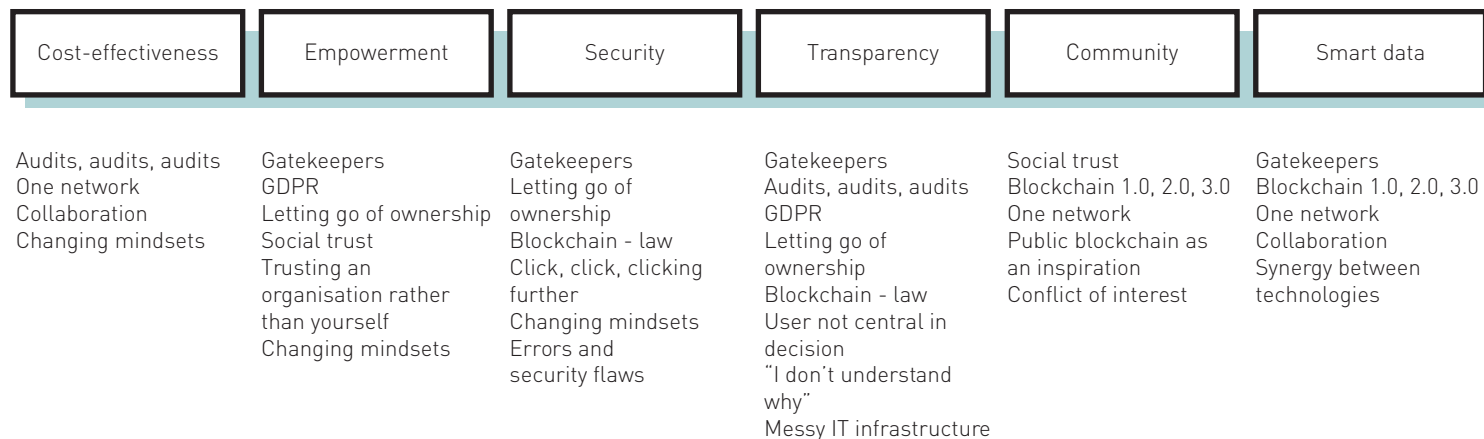 Cost-effectiveness
Empowerment
Security
Transparency
Community
Smart data
Audits, audits, audits
One network
Collaboration
Changing mindsets
Gatekeepers
GDPR
Letting go of ownership
Social trust
Trusting an
organisation rather
than yourself
Changing mindsets
Gatekeepers
Letting go of
ownership
Blockchain - law
Click, click, clicking
further
Changing mindsets
Errors and
security flaws
Gatekeepers
Audits, audits, audits
GDPR
Letting go of
ownership
Blockchain - law
User not central in
decision
“I don’t understand
why”
Messy IT infrastructure
Social trust
Blockchain 1.0, 2.0, 3.0
One network
Public blockchain as
an inspiration
Conflict of interest
Gatekeepers
Blockchain 1.0, 2.0, 3.0
One network
Collaboration
Synergy between
technologies